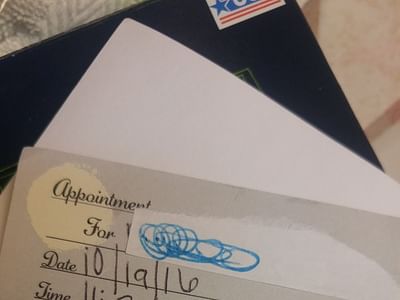 Appointment
For
Date 10/19/16
Time